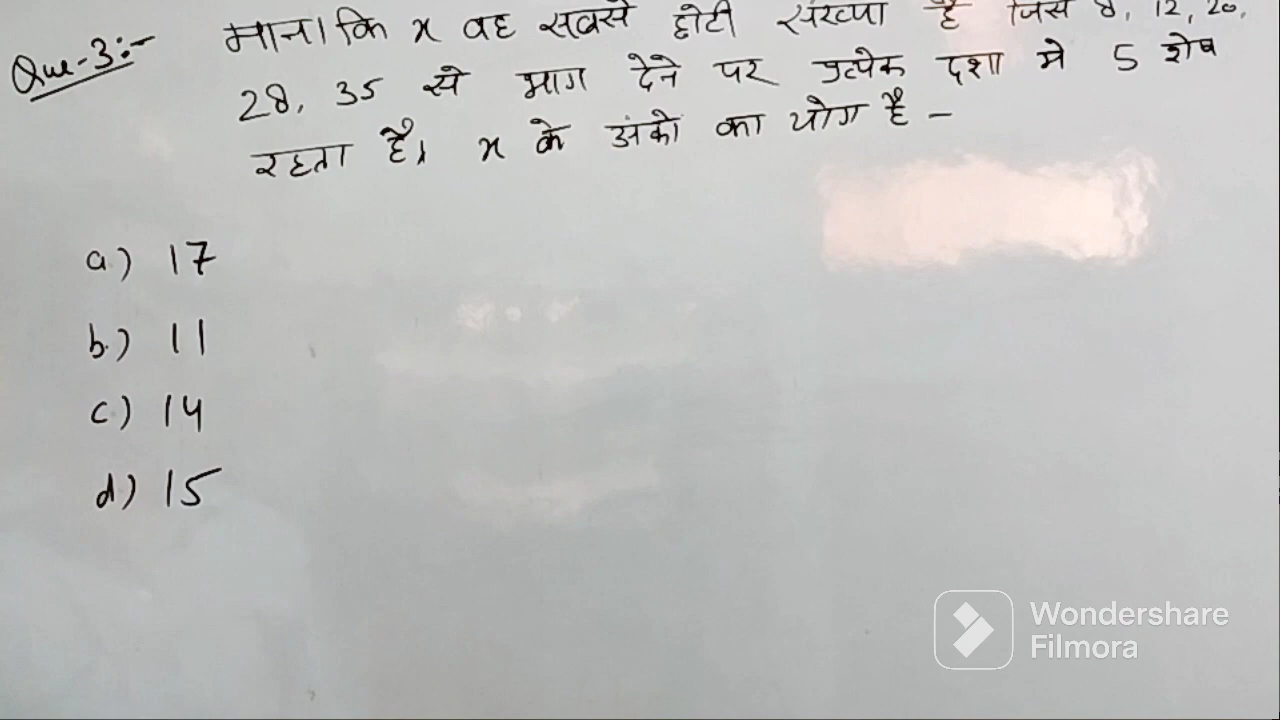 Que-3:- माना कि x वह सबसे छोटी संख्या है जिसे 8, 12, 20,
28, 35 से भाग देने पर प्रत्येक दशा मे 5 शेष
रहता है, x के अंको का योग है –
a) 17
b) 11
c) 14
d) 15
Wondershare
Filmora